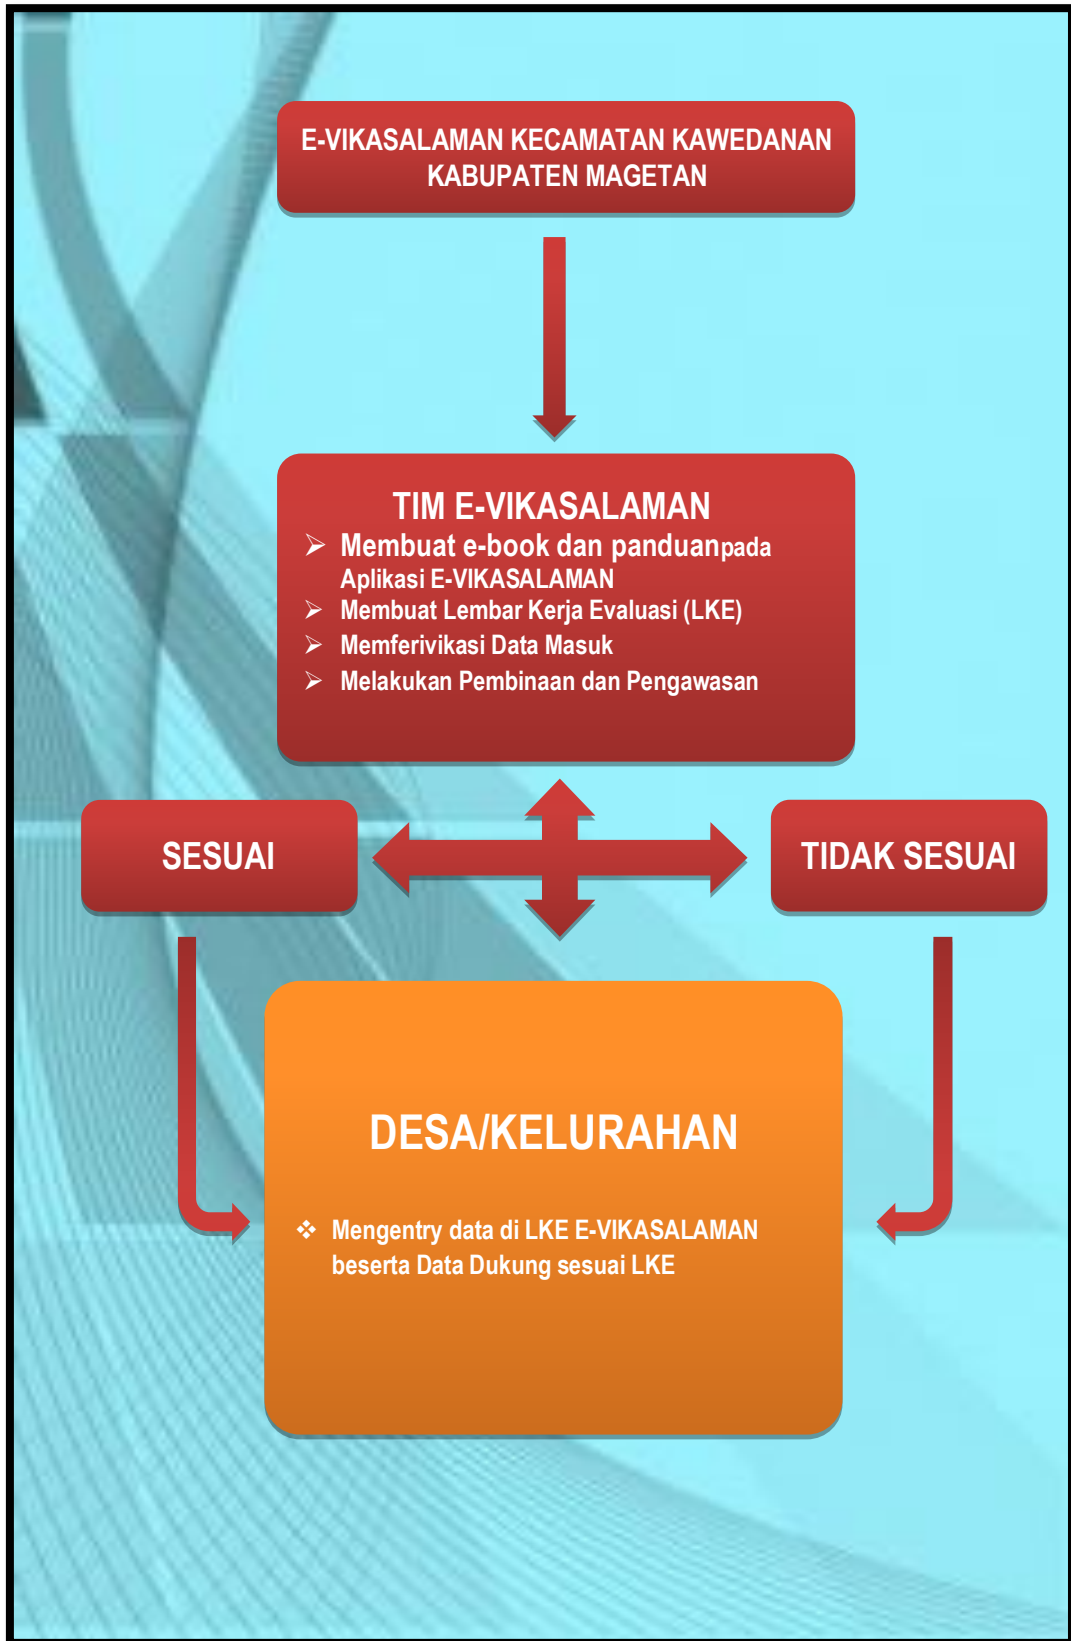 E-VIKASALAMAN KECAMATAN KAWEDANAN
KABUPATEN MAGETAN
TIM E-VIKASALAMAN
➢ Membuat e-book dan panduanpada
Aplikasi E-VIKASALAMAN
➢ Membuat Lembar Kerja Evaluasi (LKE)
➢ Memferivikasi Data Masuk
➢ Melakukan Pembinaan dan Pengawasan
SESUAI
TIDAK SESUAI
DESA/KELURAHAN
❖ Mengentry data di LKE E-VIKASALAMAN
beserta Data Dukung sesuai LKE